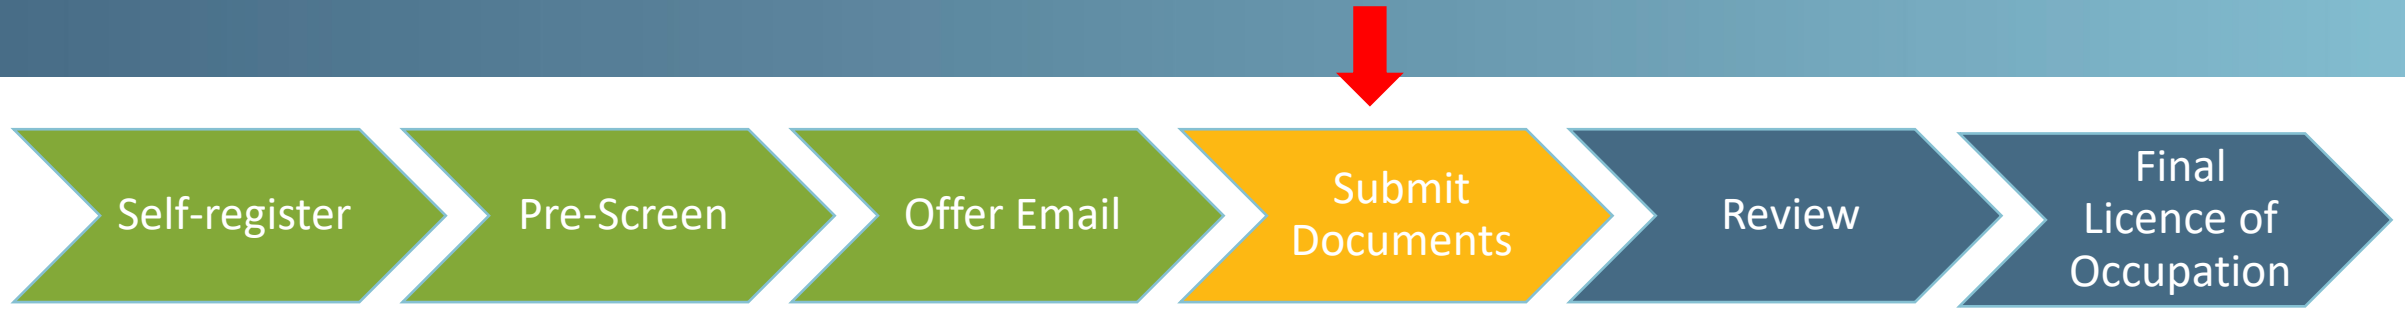 Self-register
Pre-Screen
Offer Email
Submit
Documents
Review
Final
Licence of
Occupation